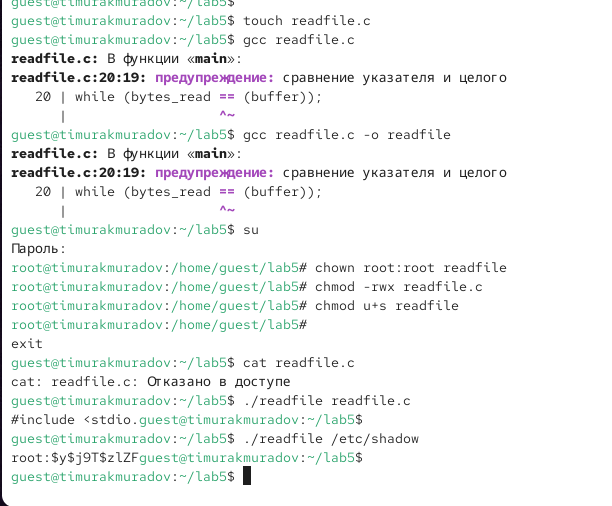 guest@timurakmuradov:~/lab5$
guest@timurakmuradov:~/lab5$ touch readfile.c
guest@timurakmuradov:~/lab5$ gcc readfile.c
readfile.c: В функции «main»:
readfile.c:20:19: предупреждение: сравнение указателя и целого
20 | while (bytes_read == (buffer));
| ^~
guest@timurakmuradov:~/lab5$ gcc readfile.c -o readfile
readfile.c: В функции «main»:
readfile.c:20:19: предупреждение: сравнение указателя и целого
20 | while (bytes_read == (buffer));
| ^~
guest@timurakmuradov:~/lab5$ su
Пароль:
root@timurakmuradov:/home/guest/lab5# chown root:root readfile
root@timurakmuradov:/home/guest/lab5# chmod -rwx readfile.c
root@timurakmuradov:/home/guest/lab5# chmod u+s readfile
root@timurakmuradov:/home/guest/lab5#
exit
guest@timurakmuradov:~/lab5$ cat readfile.c
cat: readfile.c: Отказано в доступе
guest@timurakmuradov:~/lab5$ ./readfile readfile.c
#include <stdio.guest@timurakmuradov:~/lab5$
guest@timurakmuradov:~/lab5$ ./readfile /etc/shadow
root:$y$j9T$zlZFguest@timurakmuradov:~/lab5$
guest@timurakmuradov:~/lab5$